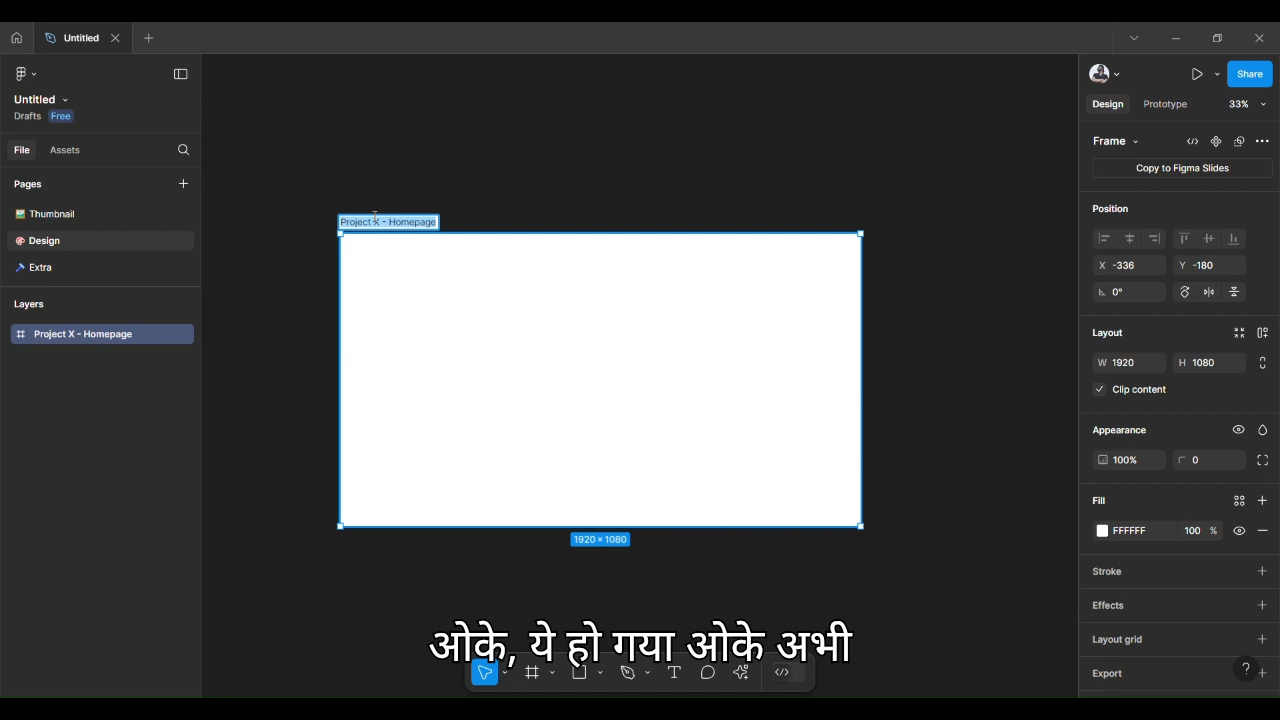 Untitled
Share
Untitled
Drafts Free
Design Prototype 33%
File Assets
Frame
Copy to Figma Slides
Pages
Thumbnail
Design
Extra
Position
X -336 Y -180
0°
Layers
Project X - Homepage
Project X - Homepage
Layout
W 1920 H 1080
Clip content
Appearance
100% 0
Fill
FFFFFF 100 %
1920 × 1080
Stroke
Effects
Layout grid
Export
ओके, ये हो गया ओके अभी
?